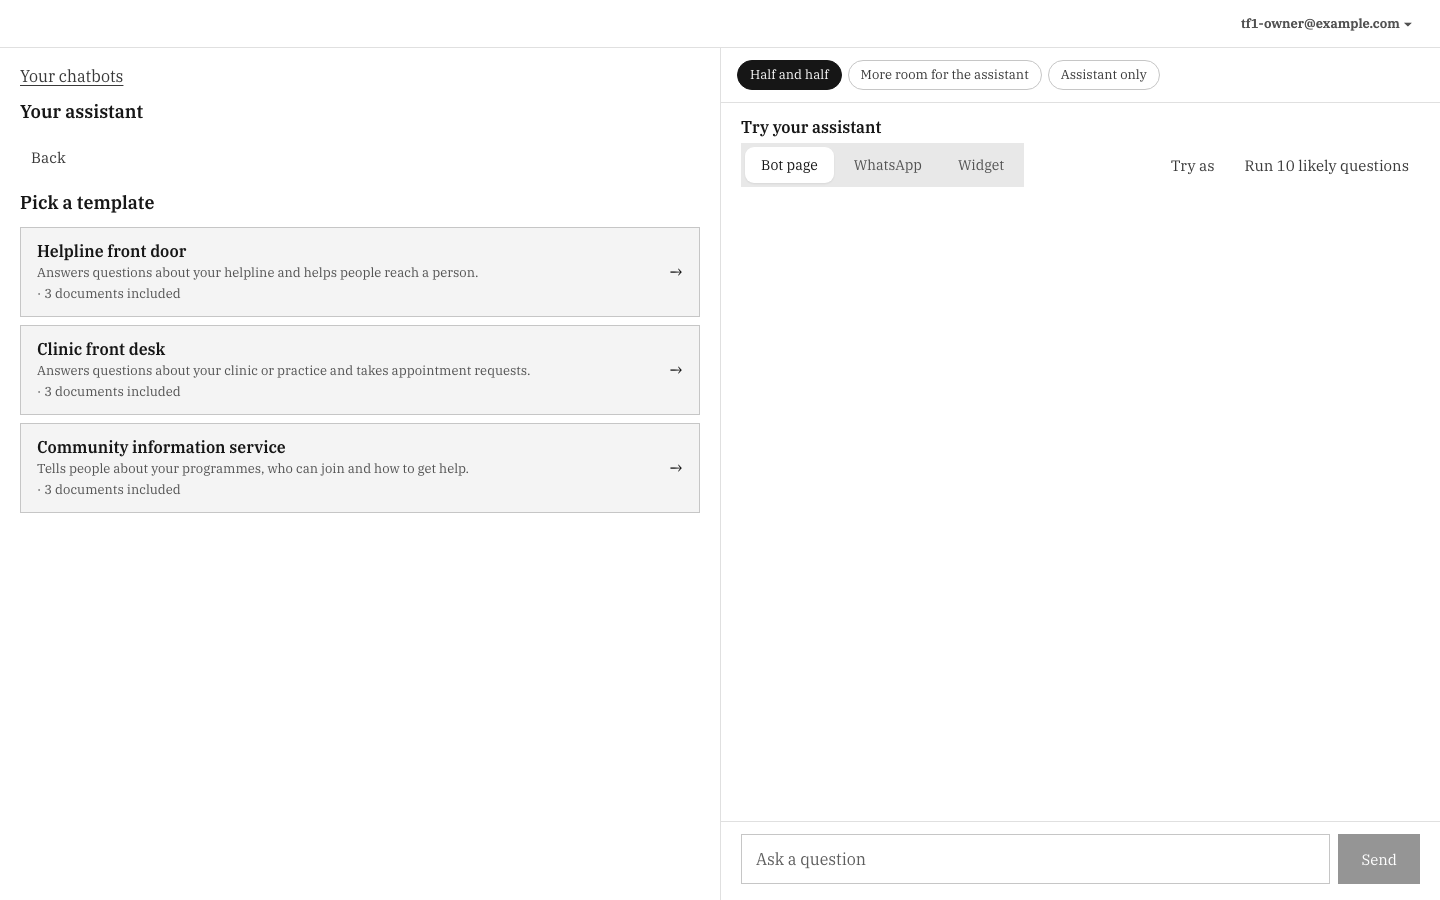 tf1-owner@example.com
Your chatbots
Your assistant
Back
Pick a template
Helpline front door
Answers questions about your helpline and helps people reach a person.
· 3 documents included
→
Clinic front desk
Answers questions about your clinic or practice and takes appointment requests.
· 3 documents included
→
Community information service
Tells people about your programmes, who can join and how to get help.
· 3 documents included
→
Half and half
More room for the assistant
Assistant only
Try your assistant
Bot page
WhatsApp
Widget
Try as
Run 10 likely questions
Ask a question
Send